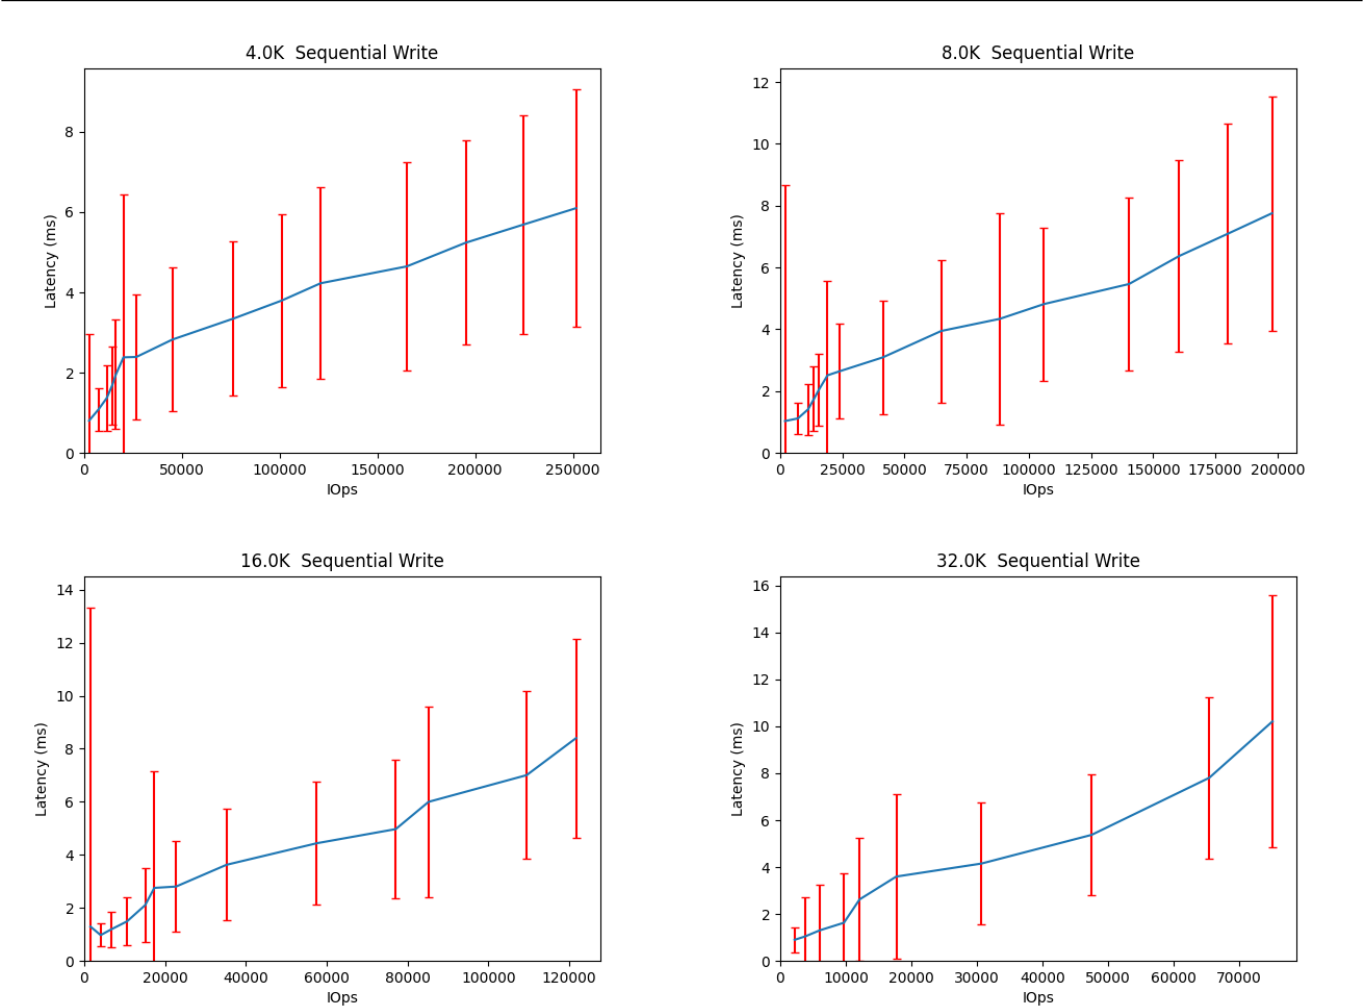 4.0K  Sequential Write
8
6
4
2
0
Latency (ms)
0 50000 100000 150000 200000 250000
IOps
8.0K  Sequential Write
12
10
8
6
4
2
0
Latency (ms)
0 25000 50000 75000 100000 125000 150000 175000 200000
IOps
16.0K  Sequential Write
14
12
10
8
6
4
2
0
Latency (ms)
0 20000 40000 60000 80000 100000 120000
IOps
32.0K  Sequential Write
16
14
12
10
8
6
4
2
0
Latency (ms)
0 10000 20000 30000 40000 50000 60000 70000
IOps